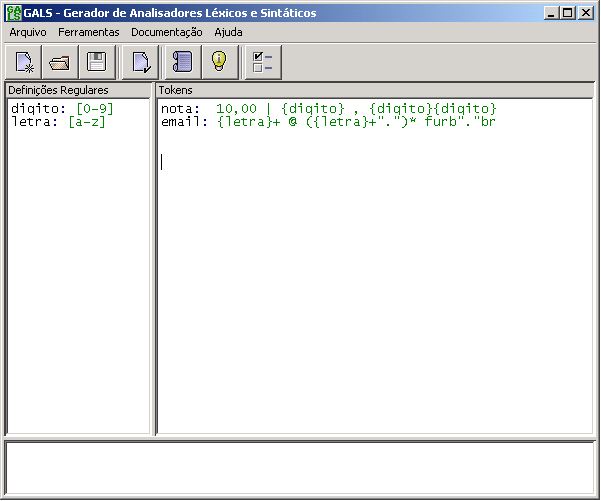 GALS - Gerador de Analisadores Léxicos e Sintáticos
Arquivo Ferramentas Documentação Ajuda
Definições Regulares
digito: [0-9]
letra: [a-z]
Tokens
nota: 10,00 | {digito} , {digito}{digito}
email: {letra}+ @ ({letra}+".")* furb"."br